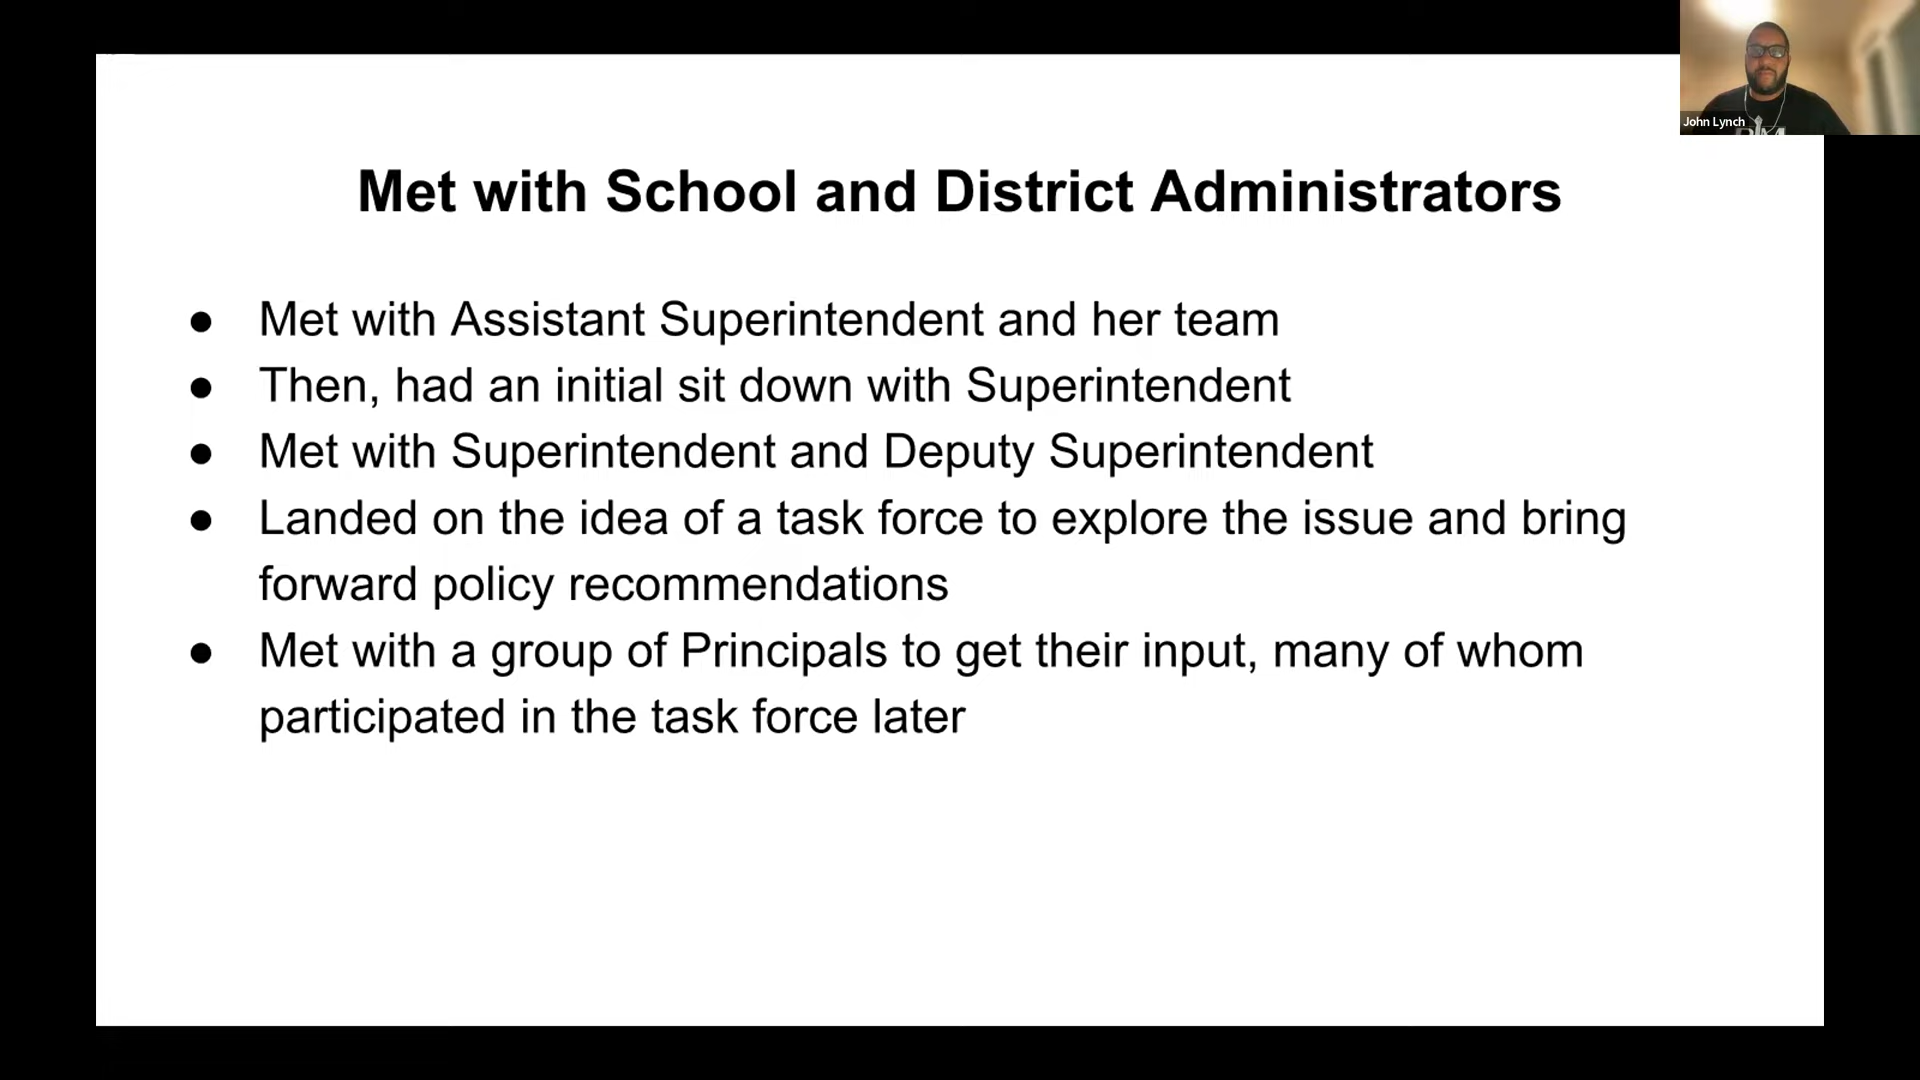 John Lynch
Met with School and District Administrators
● Met with Assistant Superintendent and her team
● Then, had an initial sit down with Superintendent
● Met with Superintendent and Deputy Superintendent
● Landed on the idea of a task force to explore the issue and bring
forward policy recommendations
● Met with a group of Principals to get their input, many of whom
participated in the task force later